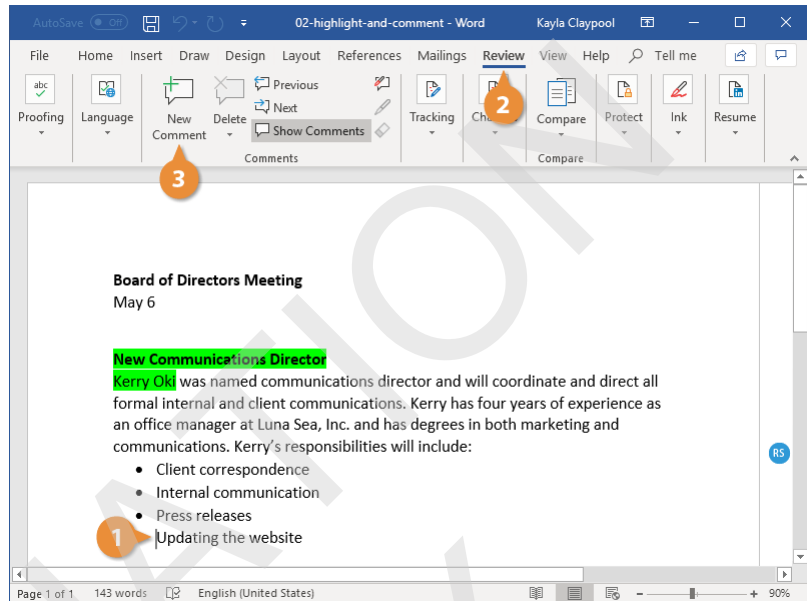 AutoSave Off 02-highlight-and-comment - Word Kayla Claypool
File Home Insert Draw Design Layout References Mailings Review View Help Tell me
abc
Proofing
Language
New
Comment
Delete
Previous
Next
Show Comments
Comments
Tracking
Compare
Compare
Protect
Ink
Resume
2
3
Board of Directors Meeting
May 6
New Communications Director
Kerry Oki was named communications director and will coordinate and direct all
formal internal and client communications. Kerry has four years of experience as
an office manager at Luna Sea, Inc. and has degrees in both marketing and
communications. Kerry's responsibilities will include:
RS
• Client correspondence
• Internal communication
• Press releases
1
Updating the website
Page 1 of 1 143 words English (United States) 90%